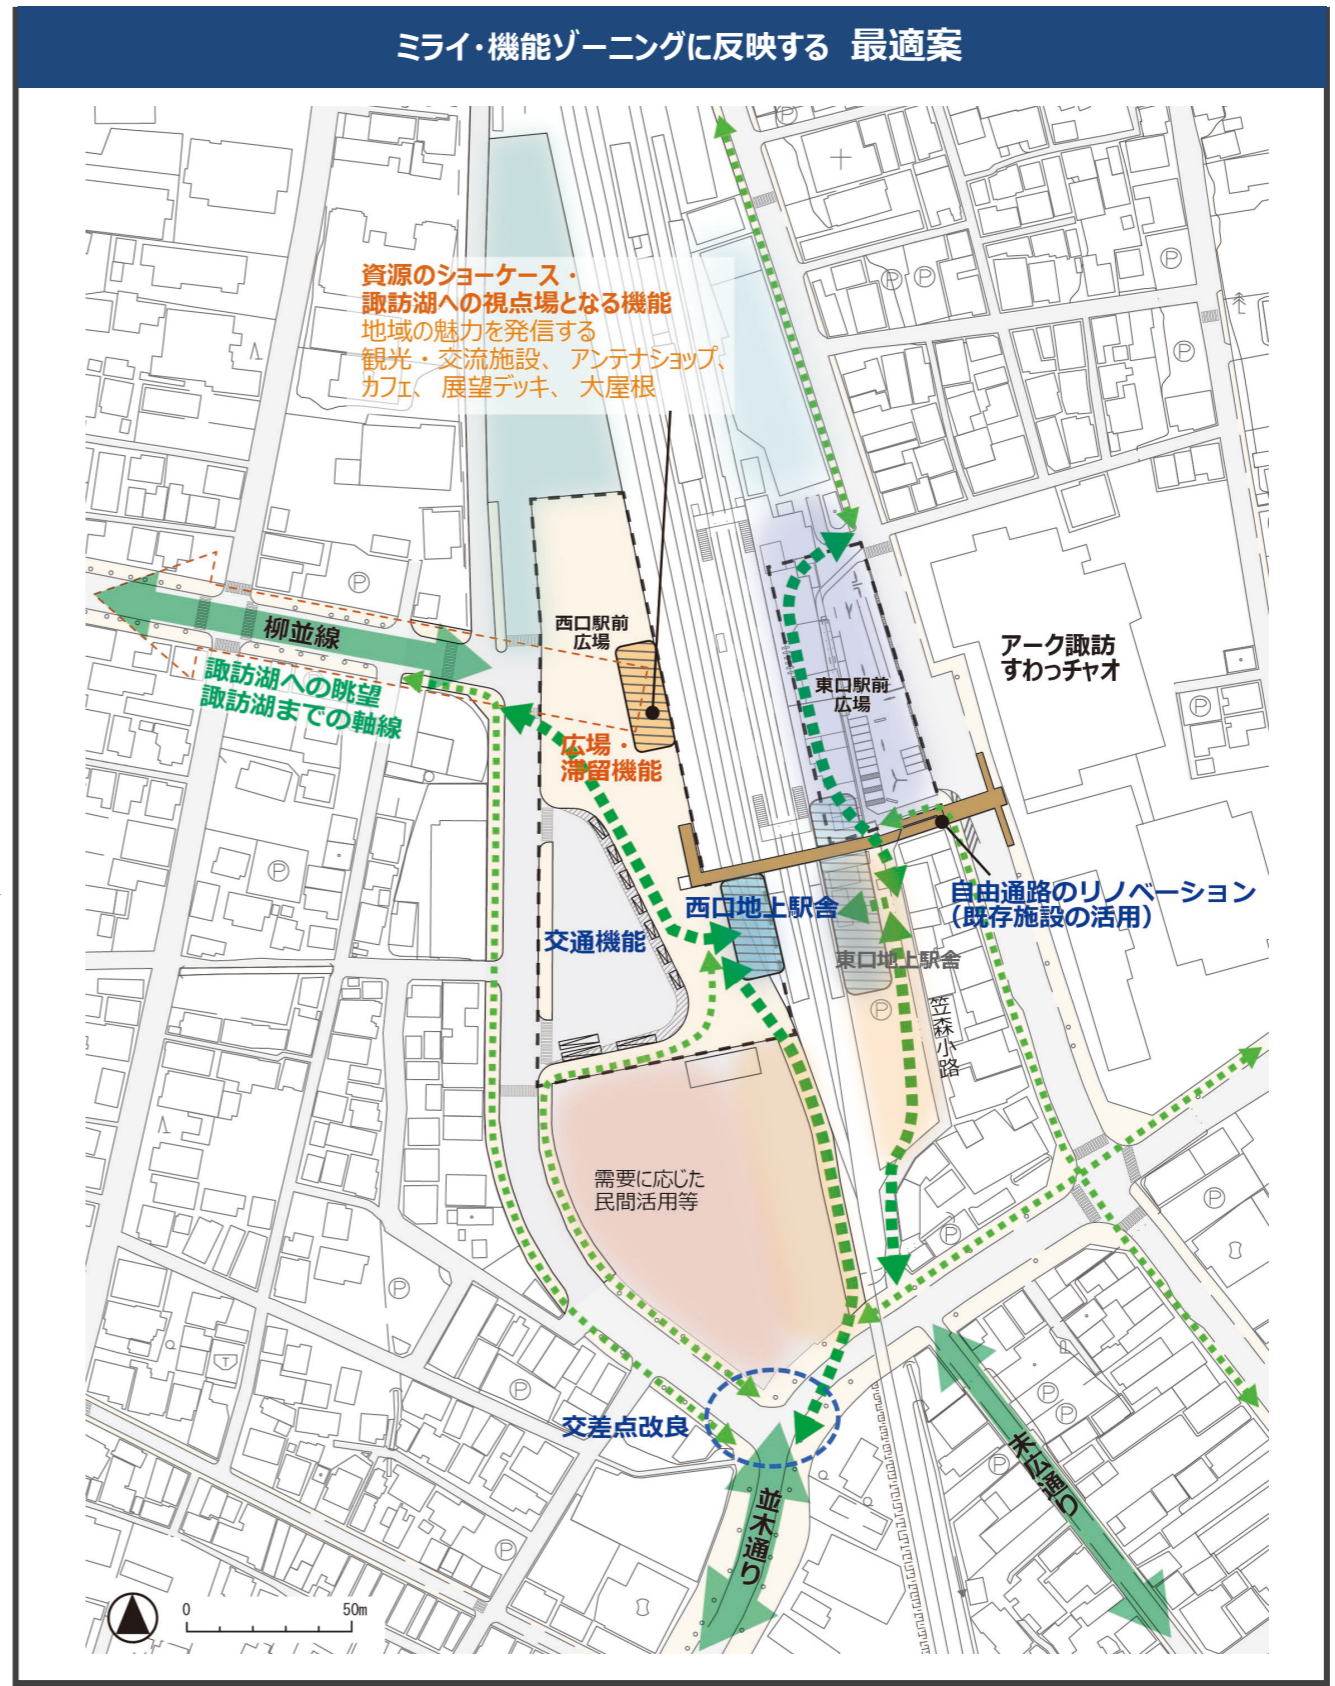 ミライ・機能ゾーニングに反映する 最適案
資源のショーケース・
諏訪湖への視点場となる機能
地域の魅力を発信する
観光・交流施設、アンテナショップ、
カフェ、展望デッキ、大屋根
P
P
P
P
P
P
西口駅前
広場
柳並線
諏訪湖への眺望
諏訪湖までの軸線
広場・
滞留機能
東口駅前
広場
アーク諏訪
すわっチャオ
P
P
自由通路のリノベーション
(既存施設の活用)
西口地上駅舎
交通機能
東口地上駅舎
P
笠森小路
需要に応じた
民間活用等
P
P
P
T
P
P
P
P
P
交差点改良
並木通り
末広通り
0 50m